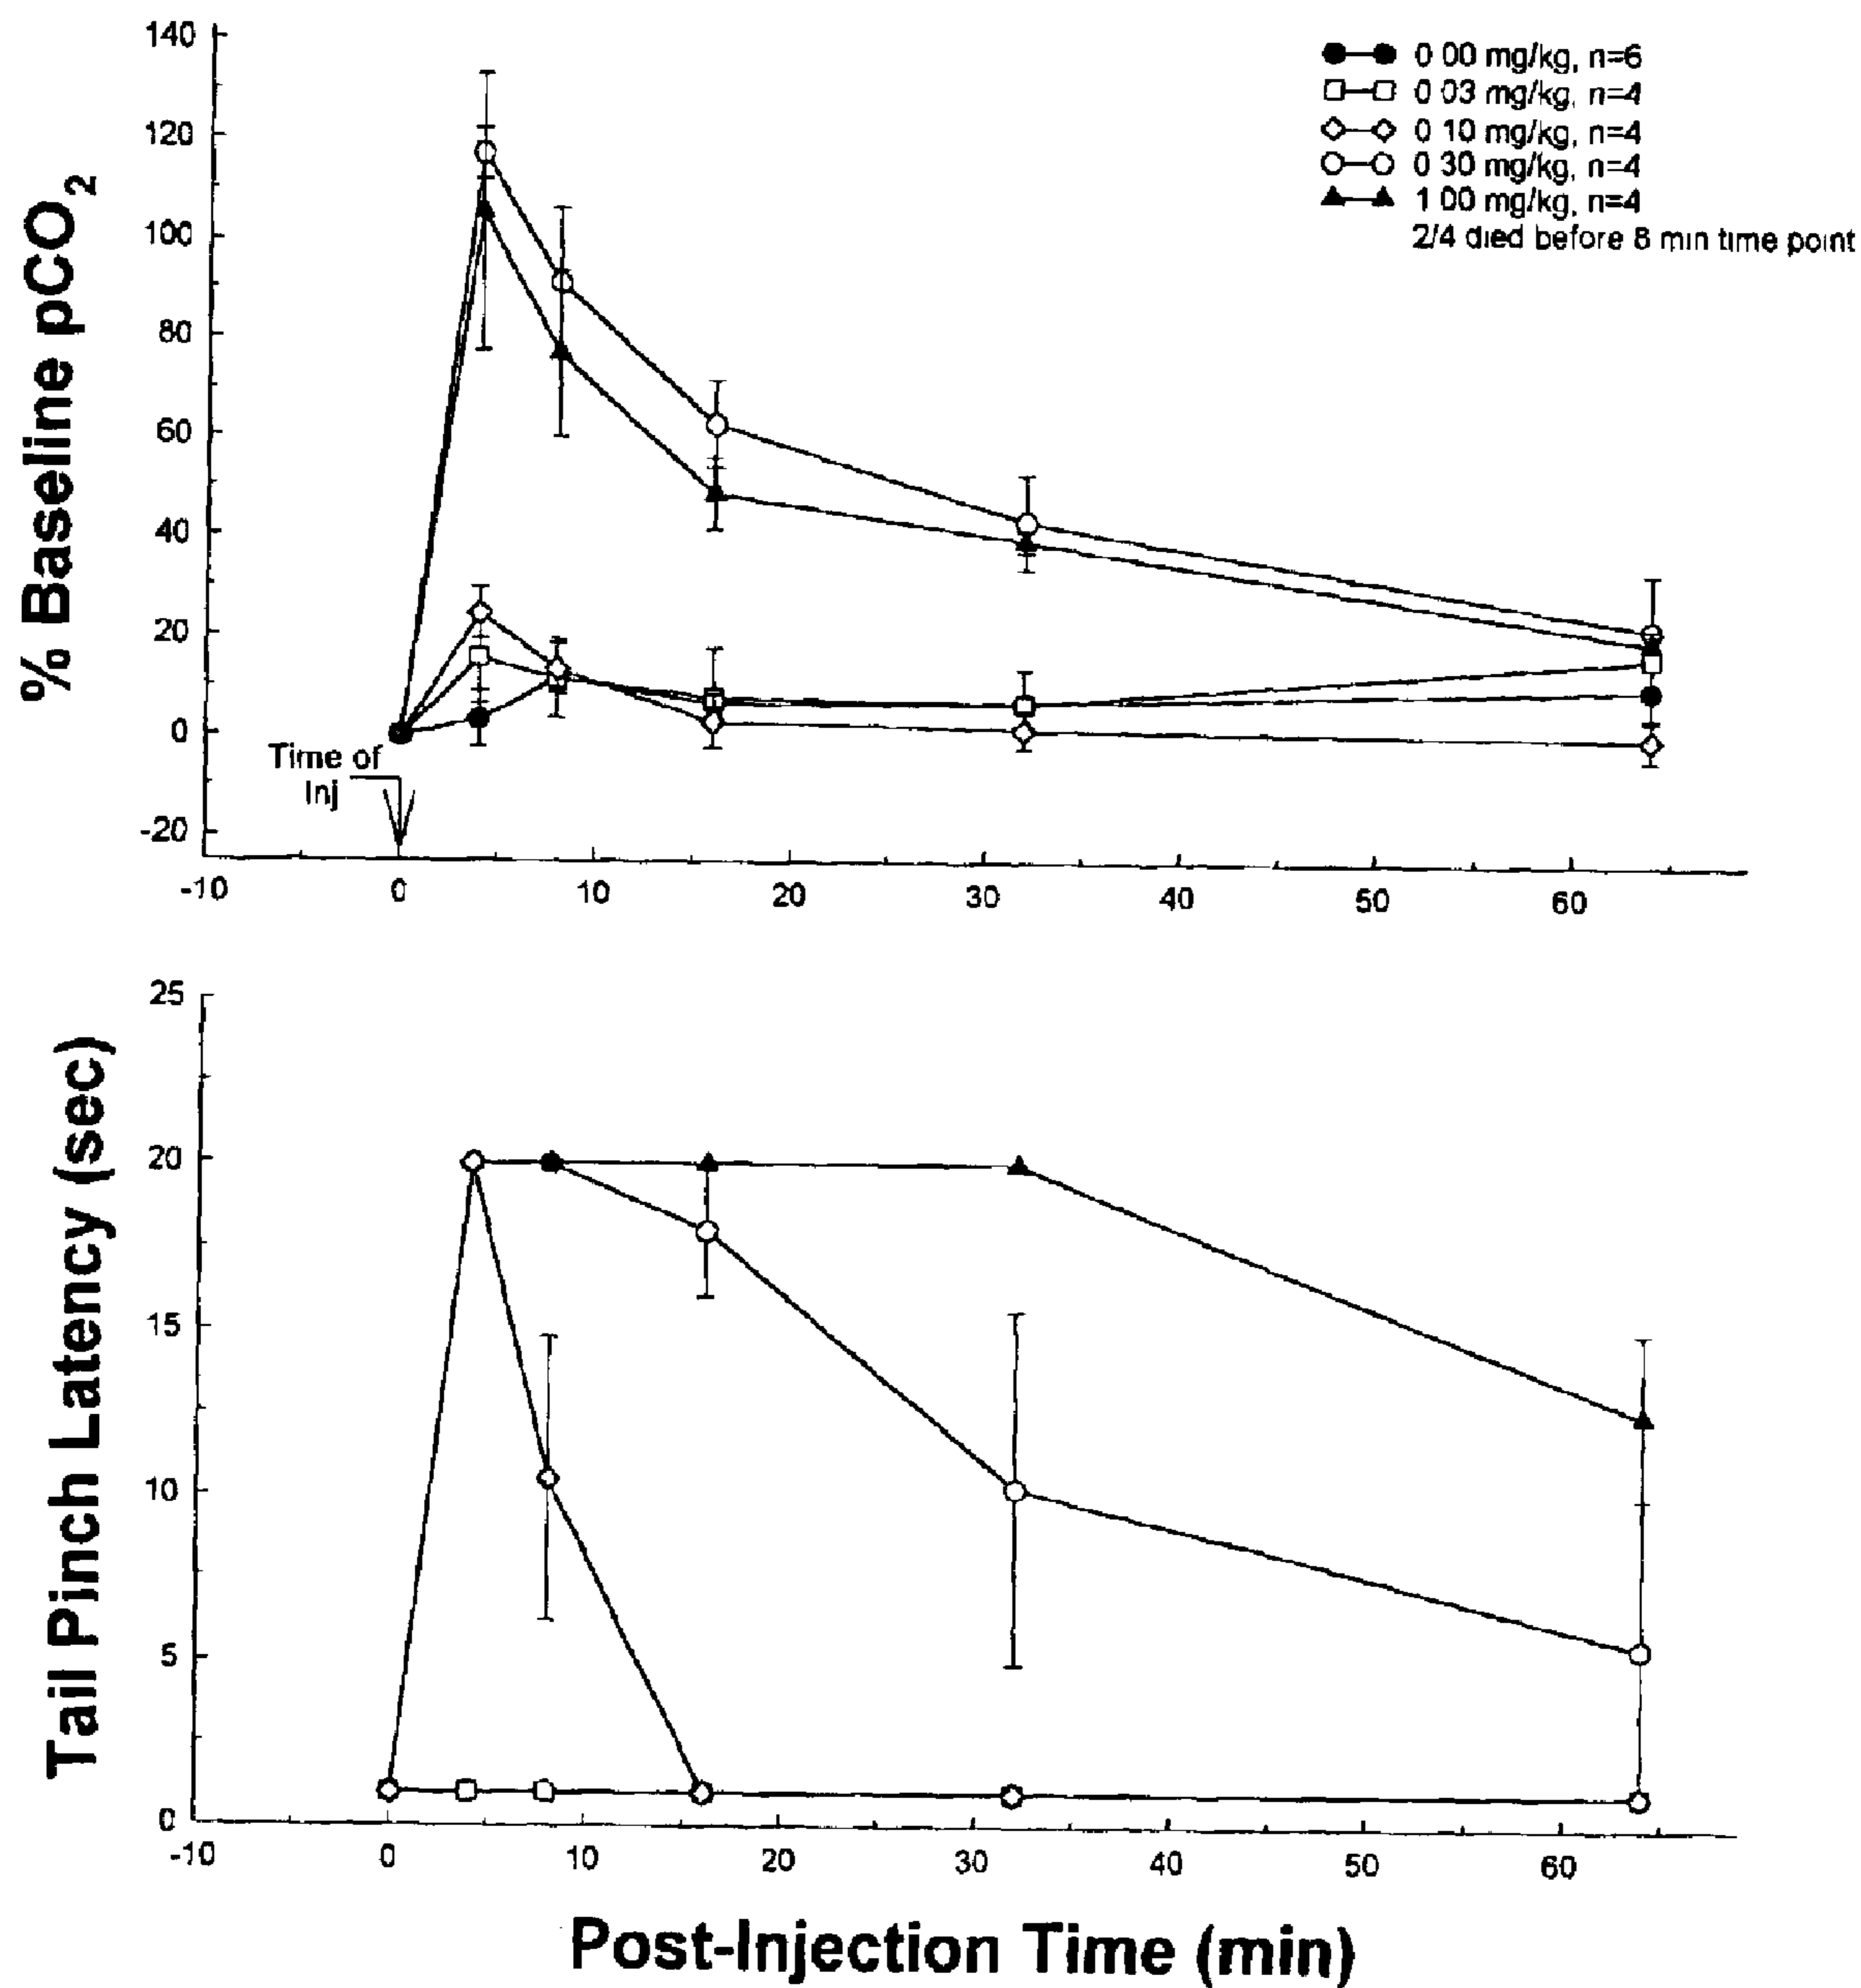 140
120
100
80
60
40
20
0
-20
% Baseline pCO₂
0 00 mg/kg, n=6
0 03 mg/kg, n=4
0 10 mg/kg, n=4
0 30 mg/kg, n=4
1 00 mg/kg, n=4
2/4 died before 8 min time point
Time of
Inj
-10 0 10 20 30 40 50 60
25
20
15
10
5
0
Tail Pinch Latency (sec)
-10 0 10 20 30 40 50 60
Post-Injection Time (min)